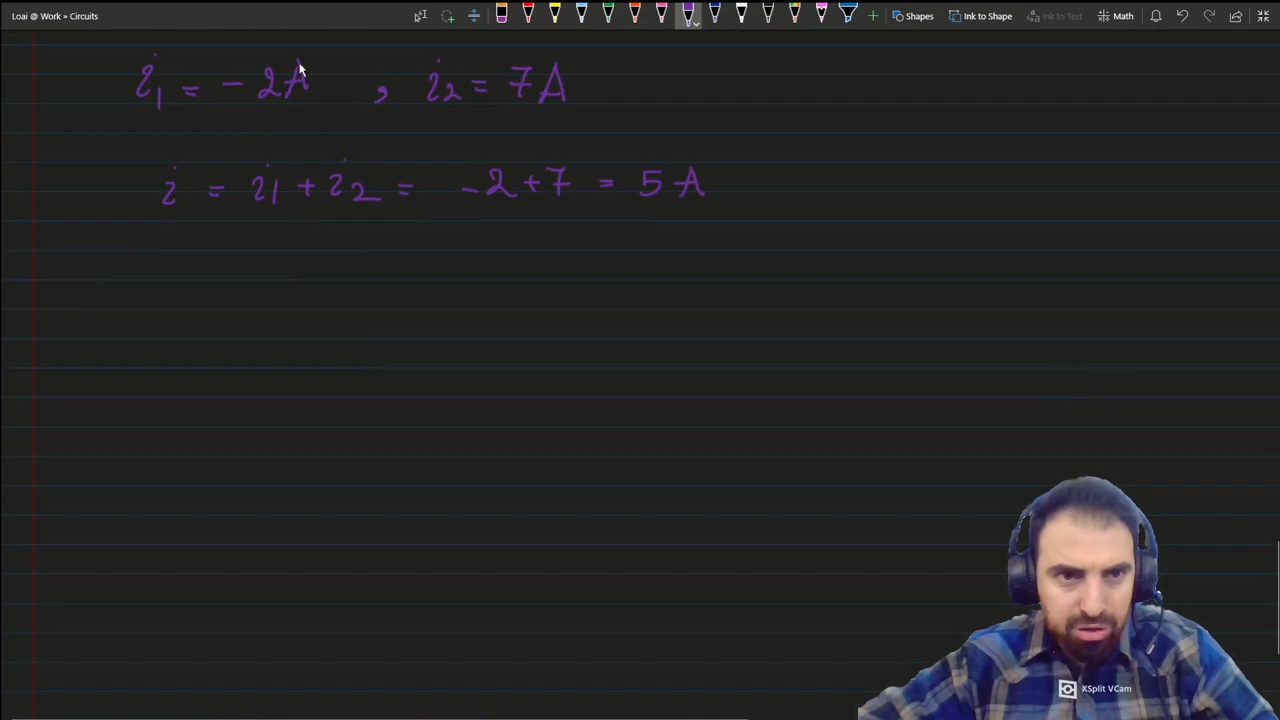 Loai @ Work » Circuits
Shapes Ink to Shape Ink to Text Math
i₁ = - 2A , i₂ = 7A
i = i₁ + i₂ = -2+7 = 5 A
XSplit VCam